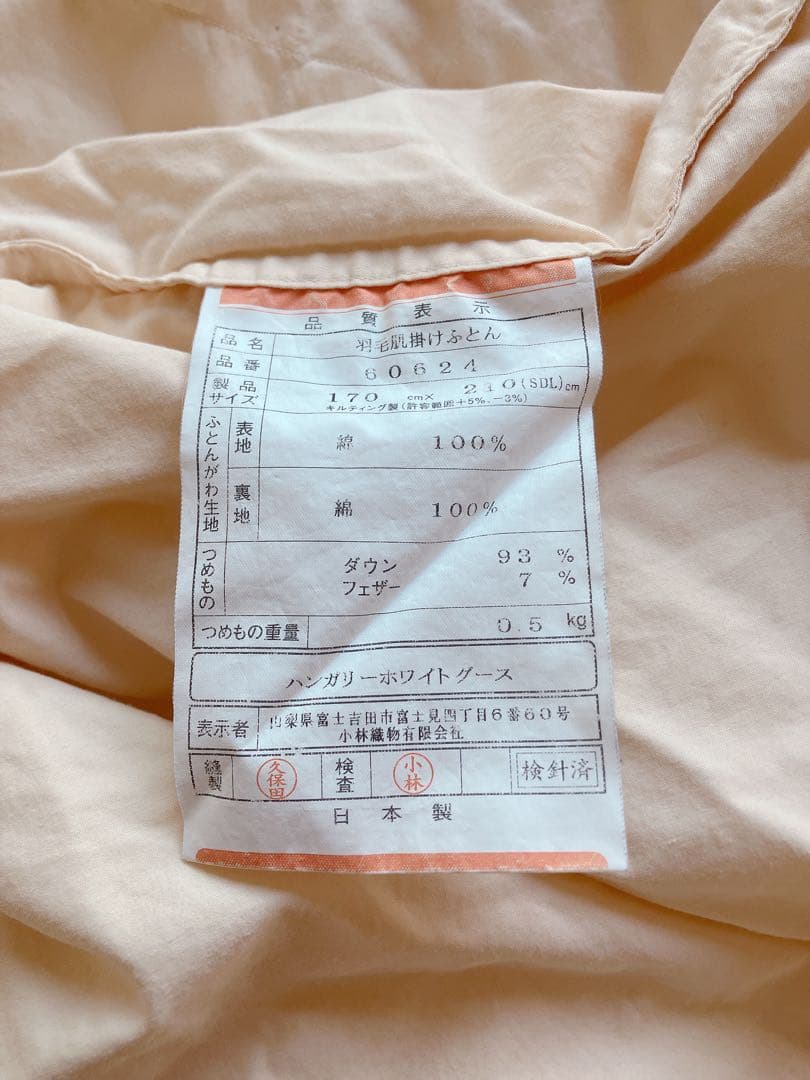 品質表示
品名 羽毛肌掛けふとん
品番 60624
製品サイズ 170 cm× 210(SDL)cm
キルティング製(許容範囲+5%.−3%)
ふとんがわ生地 表地 綿 100%
裏地 綿 100%
つめもの ダウン 93 %
フェザー 7 %
つめもの重量 0.5 kg
ハンガリーホワイトグース
表示者 山梨県富士吉田市富士見四丁目6番60号
小林織物有限会社
縫製 久保田 検査 小林 検針済
日本製